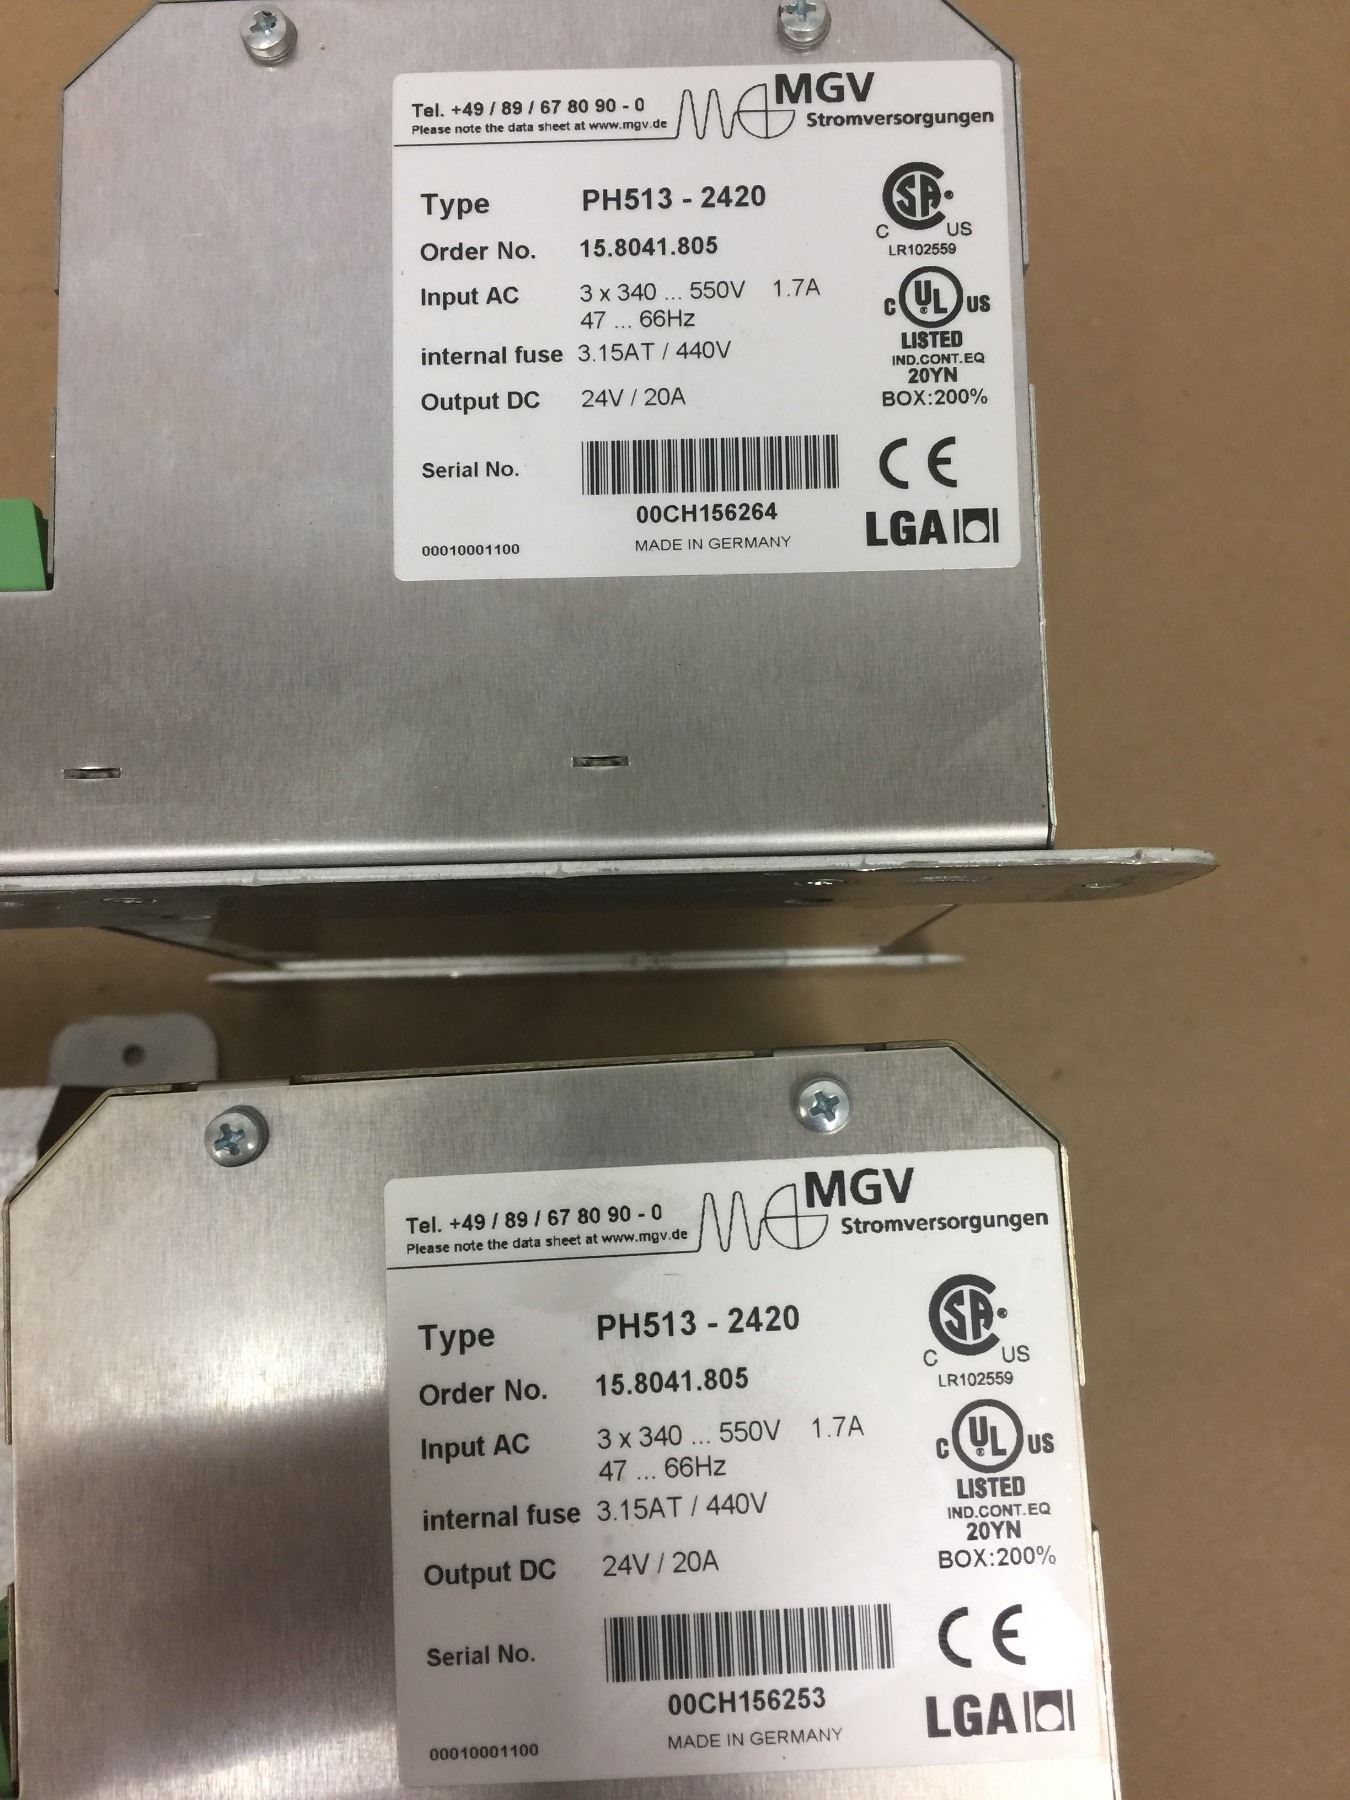 Tel. +49 / 89 / 67 80 90 - 0
Please note the data sheet at www.mgv.de
MGV
Stromversorgungen
Type PH513 - 2420
Order No. 15.8041.805
Input AC 3 x 340 ... 550V 1.7A
47 ... 66Hz
internal fuse 3.15AT / 440V
Output DC 24V / 20A
Serial No.
00CH156264
00010001100
MADE IN GERMANY
SA
C US
LR102559
C UL US
LISTED
IND.CONT.EQ
20YN
BOX:200%
CE
LGA
Tel. +49 / 89 / 67 80 90 - 0
Please note the data sheet at www.mgv.de
MGV
Stromversorgungen
Type PH513 - 2420
Order No. 15.8041.805
Input AC 3 x 340 ... 550V 1.7A
47 ... 66Hz
internal fuse 3.15AT / 440V
Output DC 24V / 20A
Serial No.
00CH156253
00010001100
MADE IN GERMANY
SA
C US
LR102559
C UL US
LISTED
IND.CONT.EQ
20YN
BOX:200%
CE
LGA